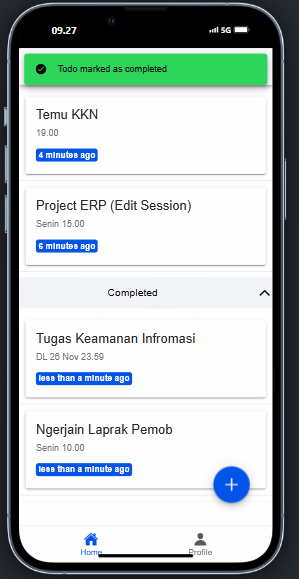 09.27
5G
Todo marked as completed
Temu KKN
19.00
4 minutes ago
Project ERP (Edit Session)
Senin 15.00
6 minutes ago
Completed
Tugas Keamanan Infromasi
DL 26 Nov 23.59
less than a minute ago
Ngerjain Laprak Pemob
Senin 10.00
less than a minute ago
Home
Profile